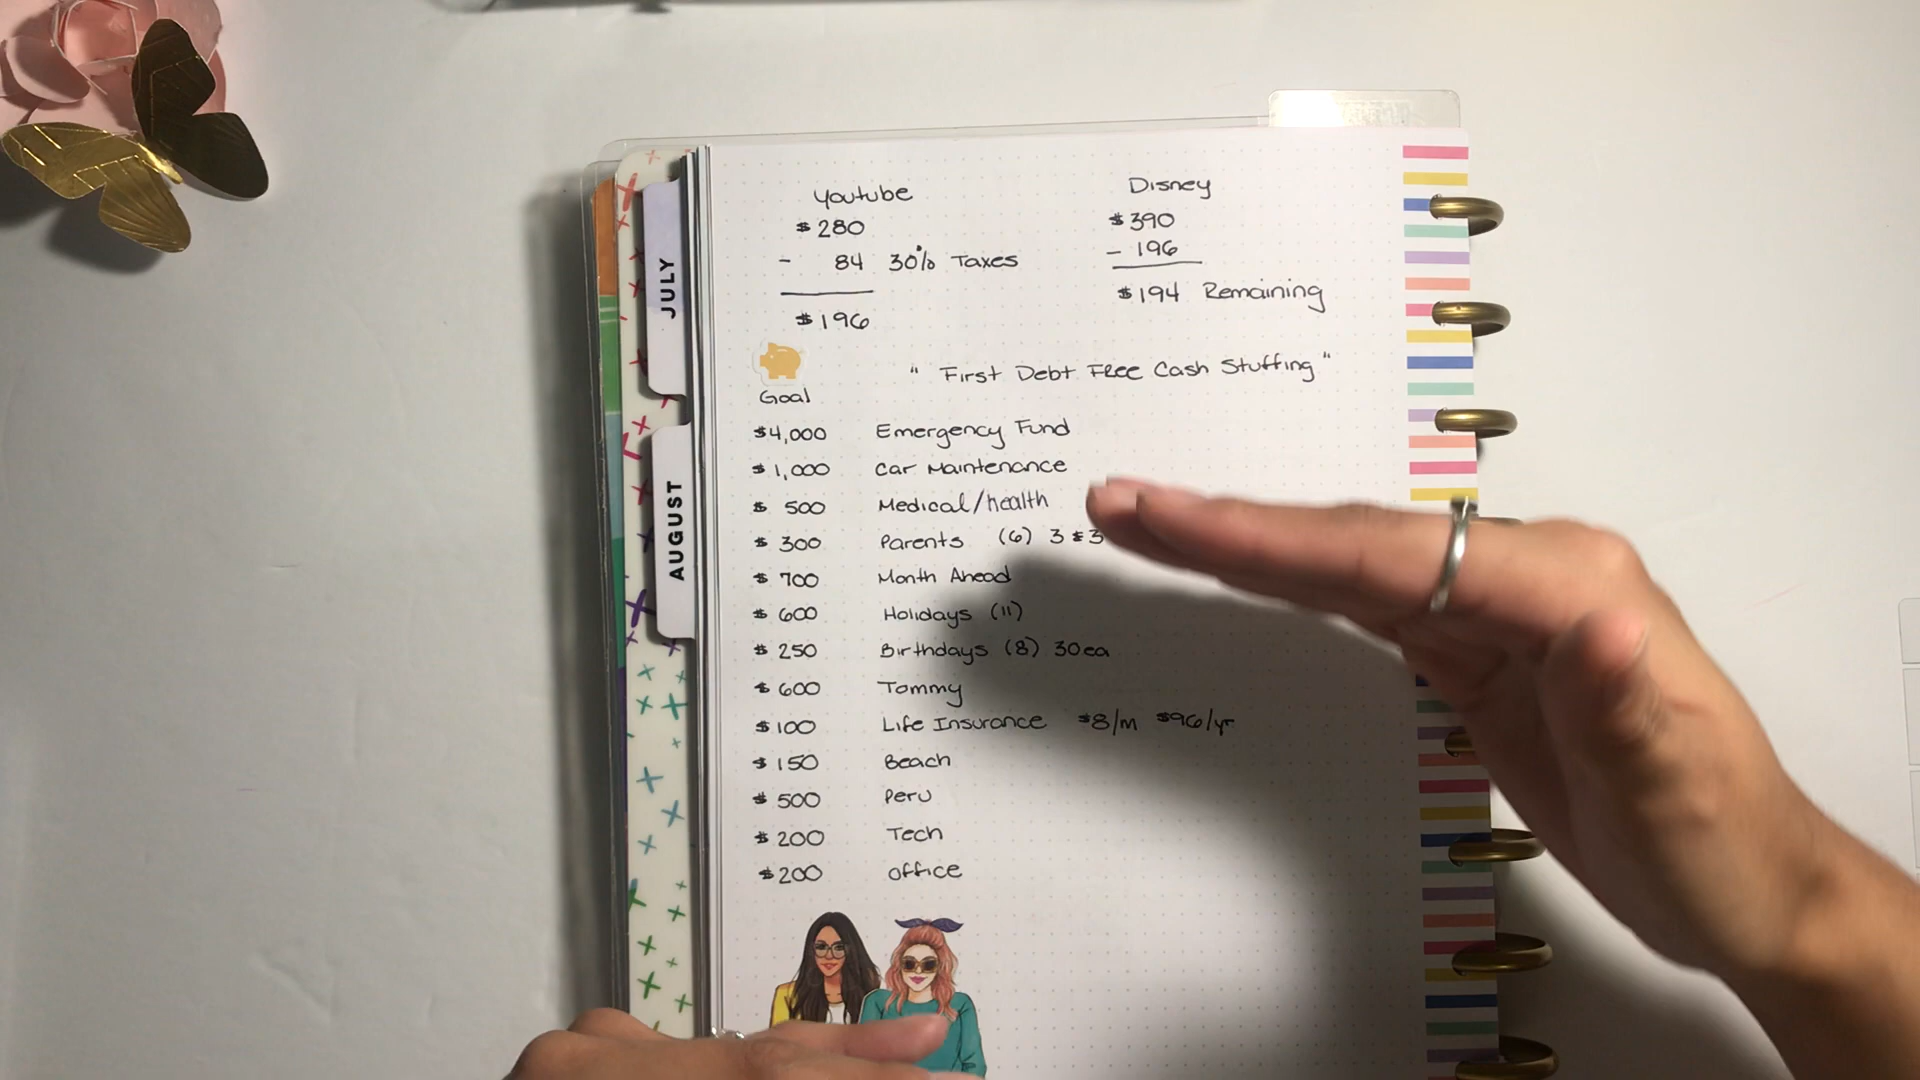 Youtube
$280
- 84 30% Taxes
$196
Disney
$390
- 196
$194 Remaining
" First Debt Free Cash Stuffing "
Goal
$4,000 Emergency Fund
$1,000 Car Maintenance
$ 500 Medical/health
$ 300 Parents (6) 3 $3
$ 700 Month Ahead
$ 600 Holidays (11)
$ 250 Birthdays (8) 30ea
$ 600 Tommy
$100 Life Insurance $8/m $96/yr
$ 150 Beach
$ 500 Peru
$ 200 Tech
$200 Office
JULY
AUGUST